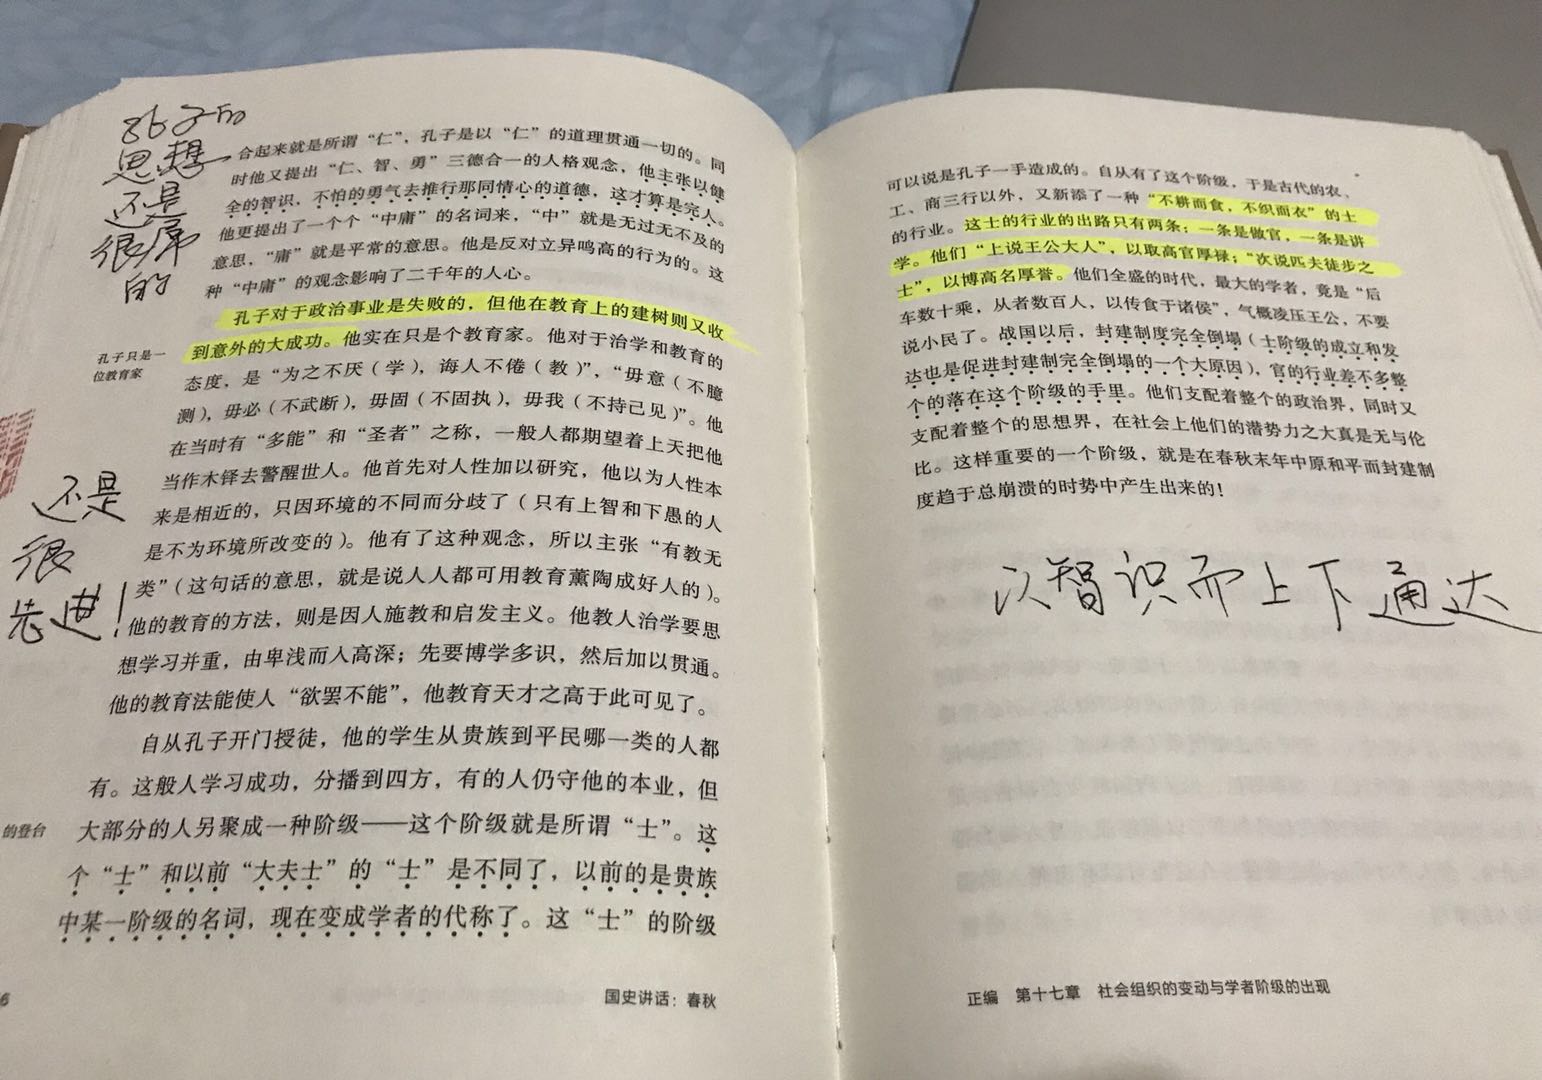 孔子的
思想
还是
很屌
的
合起来就是所谓“仁”，孔子是以“仁”的道理贯通一切的。同
时他又提出“仁、智、勇”三德合一的人格观念，他主张以健
全的智识，不怕的勇气去推行那同情心的道德，这才算是完人。
他更提出了一个个“中庸”的名词来，“中”就是无过无不及的
意思，“庸”就是平常的意思。他是反对立异鸣高的行为的。这
种“中庸”的观念影响了二千年的人心。
孔子对于政治事业是失败的，但他在教育上的建树则又收
到意外的大成功。他实在只是个教育家。他对于治学和教育的
孔子只是一
位教育家
态度，是“为之不厌（学），诲人不倦（教）”，“毋意（不臆
测），毋必（不武断），毋固（不固执），毋我（不持己见）”。他
在当时有“多能”和“圣者”之称，一般人都期望着上天把他
当作木铎去警醒世人。他首先对人性加以研究，他以为人性本
来是相近的，只因环境的不同而分歧了（只有上智和下愚的人
是不为环境所改变的）。他有了这种观念，所以主张“有教无
类”（这句话的意思，就是说人人都可用教育薰陶成好人的）。
他的教育的方法，则是因人施教和启发主义。他教人治学要思
想学习并重，由卑浅而人高深；先要博学多识，然后加以贯通。
他的教育法能使人“欲罢不能”，他教育天才之高于此可见了。
还是
很
先进！
自从孔子开门授徒，他的学生从贵族到平民哪一类的人都
有。这般人学习成功，分播到四方，有的人仍守他的本业，但
大部分的人另聚成一种阶级——这个阶级就是所谓“士”。这
的登台
个“士”和以前“大夫士”的“士”是不同了，以前的是贵族
中某一阶级的名词，现在变成学者的代称了。这“士”的阶级
6
国史讲话：春秋
可以说是孔子一手造成的。自从有了这个阶级，于是古代的农、
工、商三行以外，又新添了一种“不耕而食，不织而衣”的士
的行业。这士的行业的出路只有两条：一条是做官，一条是讲
学。他们“上说王公大人”，以取高官厚禄；“次说匹夫徒步之
士”，以博高名厚誉。他们全盛的时代，最大的学者，竟是“后
车数十乘，从者数百人，以传食于诸侯”，气概凌压王公，不要
说小民了。战国以后，封建制度完全倒塌（士阶级的成立和发
达也是促进封建制完全倒塌的一个大原因），官的行业差不多整
个的落在这个阶级的手里。他们支配着整个的政治界，同时又
支配着整个的思想界，在社会上他们的潜势力之大真是无与伦
比。这样重要的一个阶级，就是在春秋末年中原和平而封建制
度趋于总崩溃的时势中产生出来的！
以智识而上下通达
正编 第十七章 社会组织的变动与学者阶级的出现